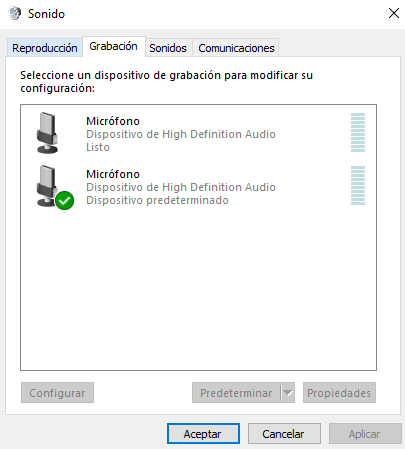 Sonido
Reproducción Grabación Sonidos Comunicaciones
Seleccione un dispositivo de grabación para modificar su
configuración:
Micrófono
Dispositivo de High Definition Audio
Listo
Micrófono
Dispositivo de High Definition Audio
Dispositivo predeterminado
Configurar Predeterminar Propiedades
Aceptar Cancelar Aplicar